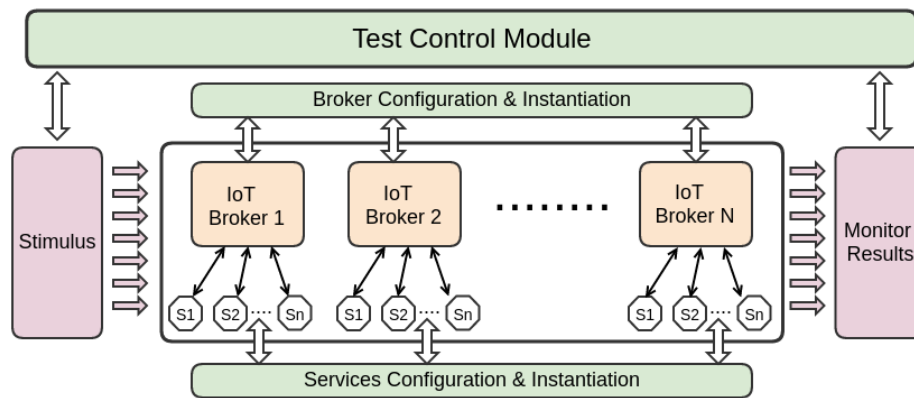 Test Control Module
Broker Configuration & Instantiation
IoT
Broker 1
IoT
Broker 2
........
IoT
Broker N
Stimulus
Monitor
Results
S1
S2
....
Sn
S1
S2
....
Sn
S1
S2
....
Sn
Services Configuration & Instantiation